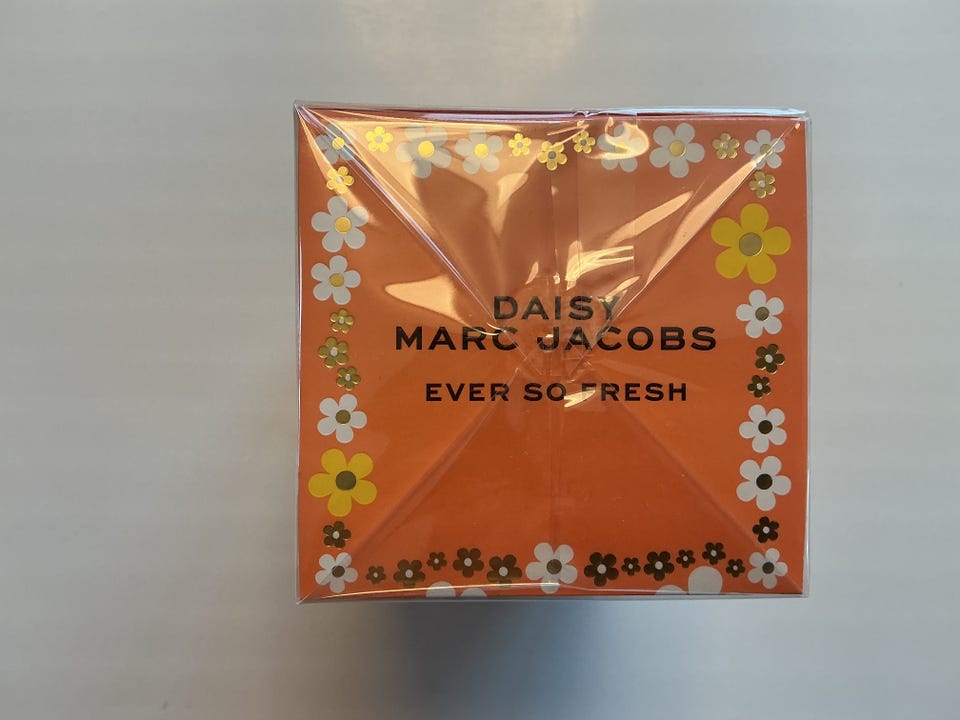 DAISY
MARC JACOBS
EVER SO FRESH